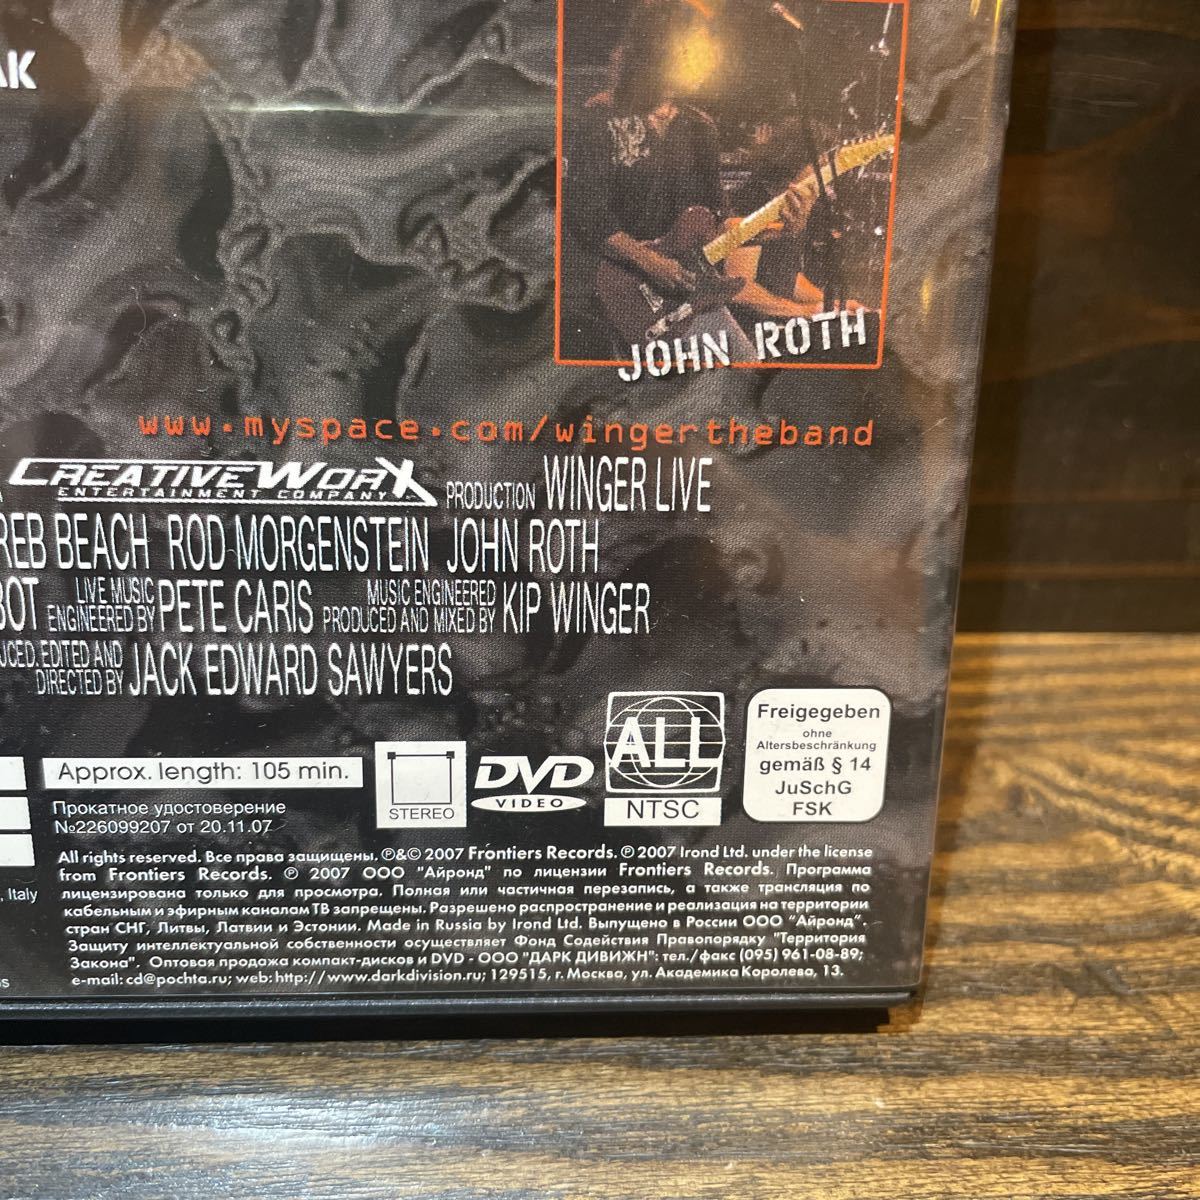 AK
JOHN ROTH
www.myspace.com/wingertheband
CREATIVEWORX
ENTERTAINMENT COMPANY
PRODUCTION WINGER LIVE
REB BEACH ROD MORGENSTEIN JOHN ROTH
BOT LIVE MUSIC ENGINEERED BY PETE CARIS MUSIC ENGINEERED PRODUCED AND MIXED BY KIP WINGER
UCED. EDITED AND DIRECTED BY JACK EDWARD SAWYERS
Approx. length: 105 min.
STEREO
DVD
VIDEO
ALL
NTSC
Freigegeben
ohne
Altersbeschränkung
gemäß § 14
JuSchG
FSK
Прокатное удостоверение
№226099207 от 20.11.07
, Italy
All rights reserved. Все права защищены. ℗&© 2007 Frontiers Records. ℗ 2007 Irond Ltd. under the license
from Frontiers Records. ℗ 2007 ООО "Айронд" по лицензии Frontiers Records. Программа
лицензирована только для просмотра. Полная или частичная перезапись, а также трансляция по
кабельным и эфирным каналам ТВ запрещены. Разрешено распространение и реализация на территории
стран СНГ, Литвы, Латвии и Эстонии. Made in Russia by Irond Ltd. Выпущено в России ООО "Айронд".
Защиту интеллектуальной собственности осуществляет Фонд Содействия Правопорядку "Территория
Закона". Оптовая продажа компакт-дисков и DVD - ООО "ДАРК ДИВИЖН": тел./факс (095) 961-08-89;
e-mail: cd@pochta.ru; web: http://www.darkdivision.ru; 129515, г. Москва, ул. Академика Королева, 13.